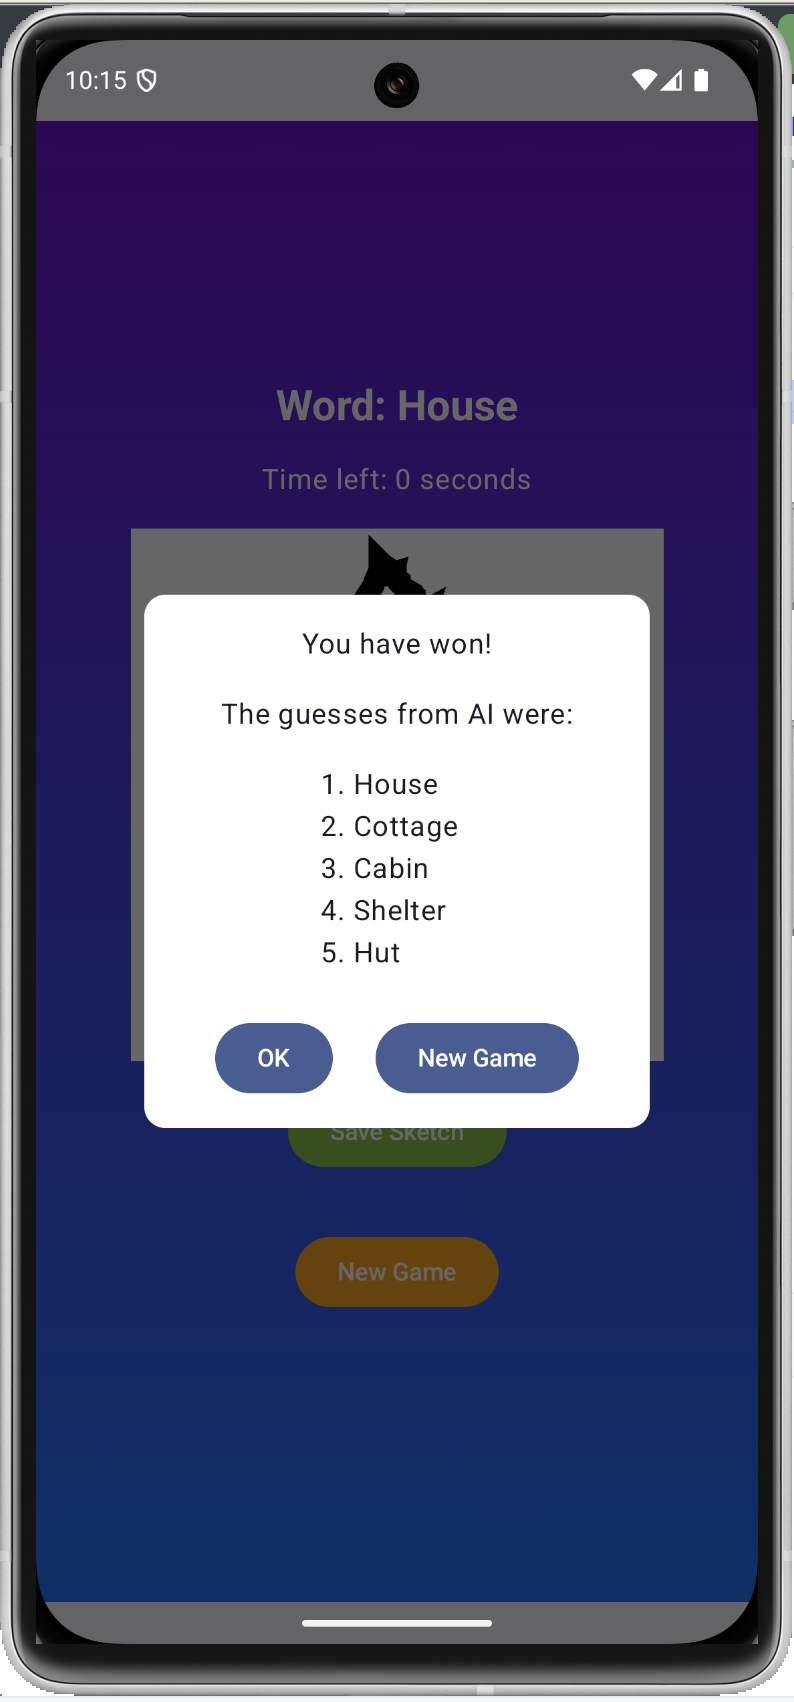 10:15
Word: House
Time left: 0 seconds
You have won!
The guesses from AI were:
1. House
2. Cottage
3. Cabin
4. Shelter
5. Hut
OK
New Game
Save Sketch
New Game